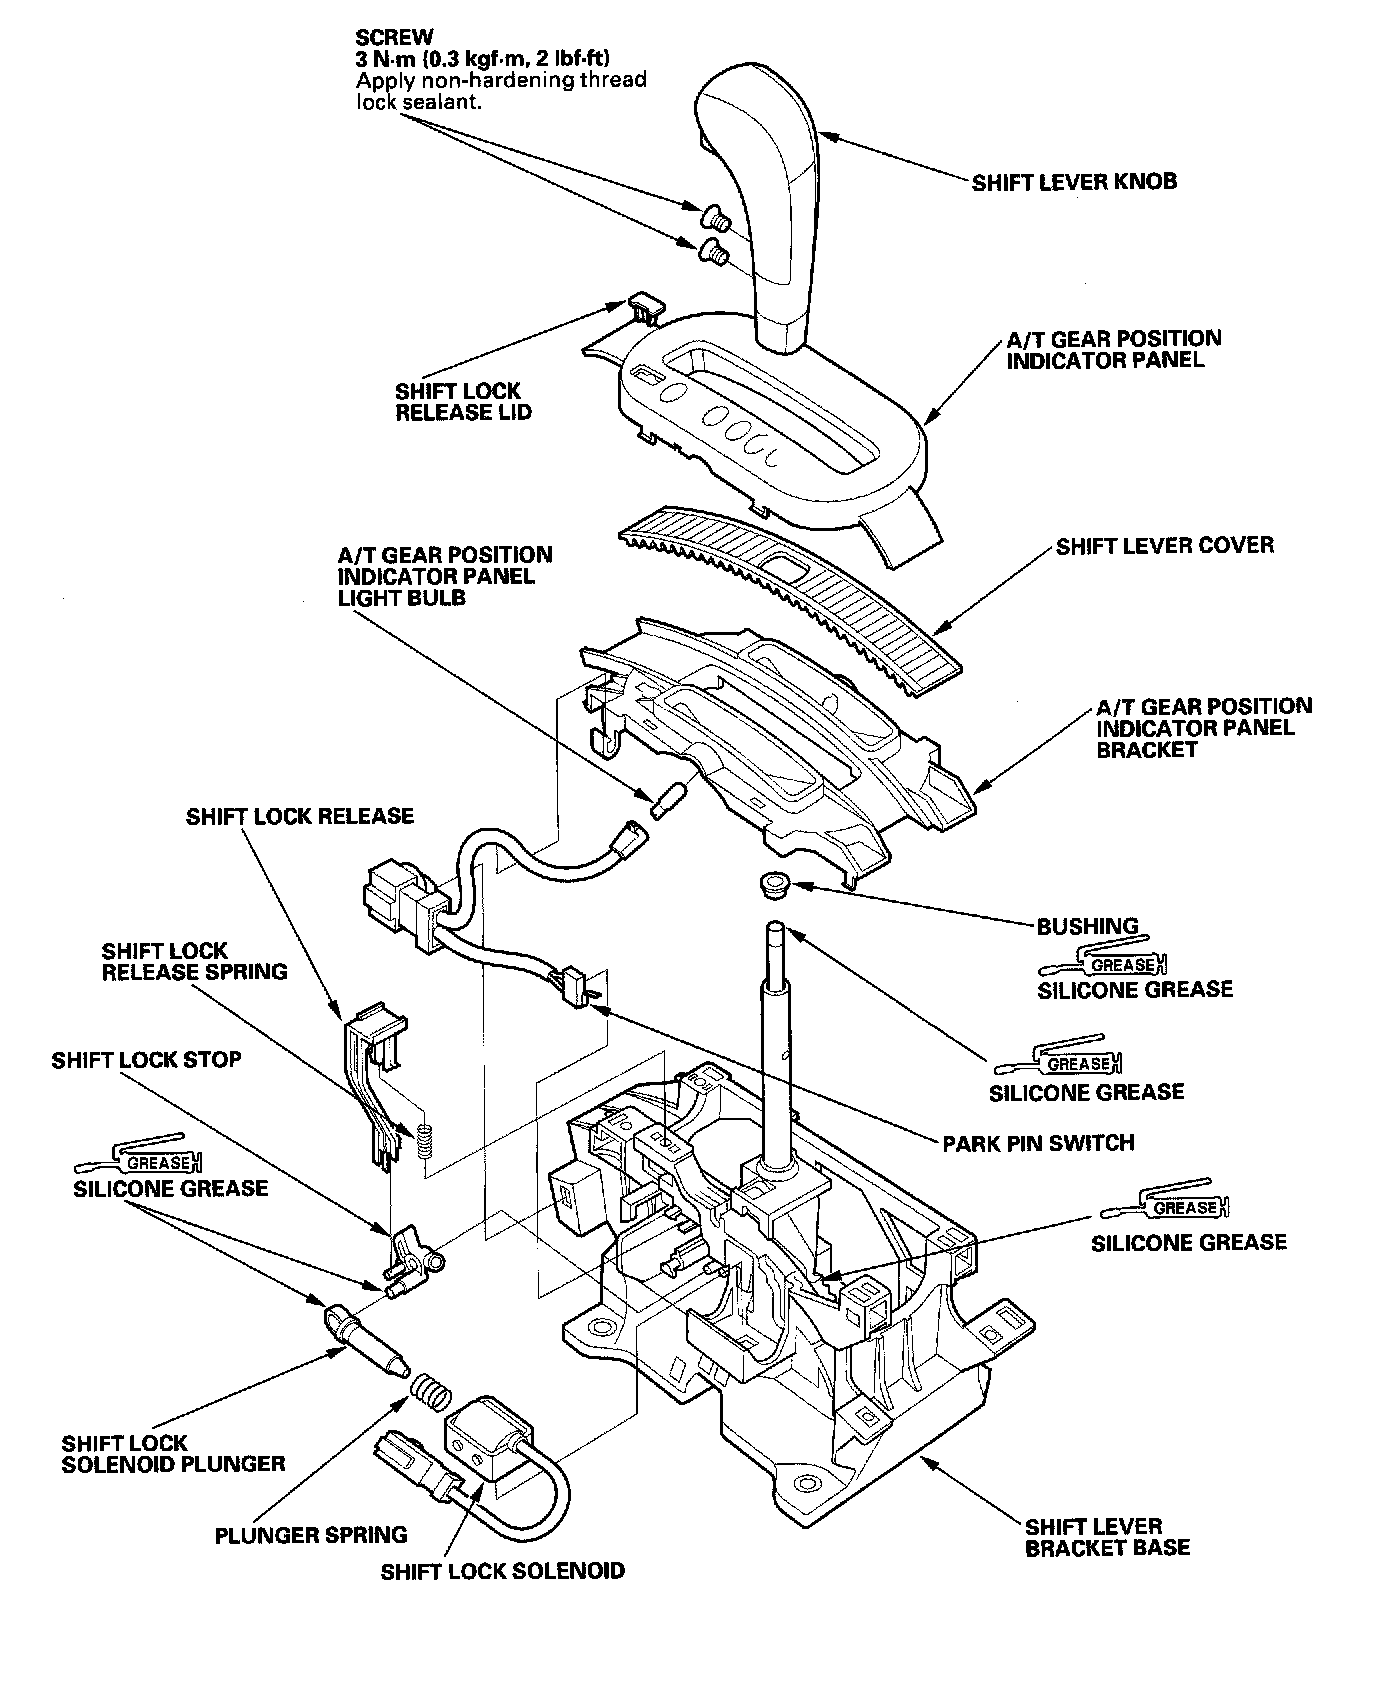 SCREW
3 N·m (0.3 kgf·m, 2 lbf·ft)
Apply non-hardening thread
lock sealant.
SHIFT LEVER KNOB
A/T GEAR POSITION
INDICATOR PANEL
SHIFT LOCK
RELEASE LID
SHIFT LEVER COVER
A/T GEAR POSITION
INDICATOR PANEL
LIGHT BULB
A/T GEAR POSITION
INDICATOR PANEL
BRACKET
SHIFT LOCK RELEASE
BUSHING
GREASE
SILICONE GREASE
SHIFT LOCK
RELEASE SPRING
SHIFT LOCK STOP
GREASE
SILICONE GREASE
PARK PIN SWITCH
GREASE
SILICONE GREASE
GREASE
SILICONE GREASE
SHIFT LOCK
SOLENOID PLUNGER
PLUNGER SPRING
SHIFT LOCK SOLENOID
SHIFT LEVER
BRACKET BASE